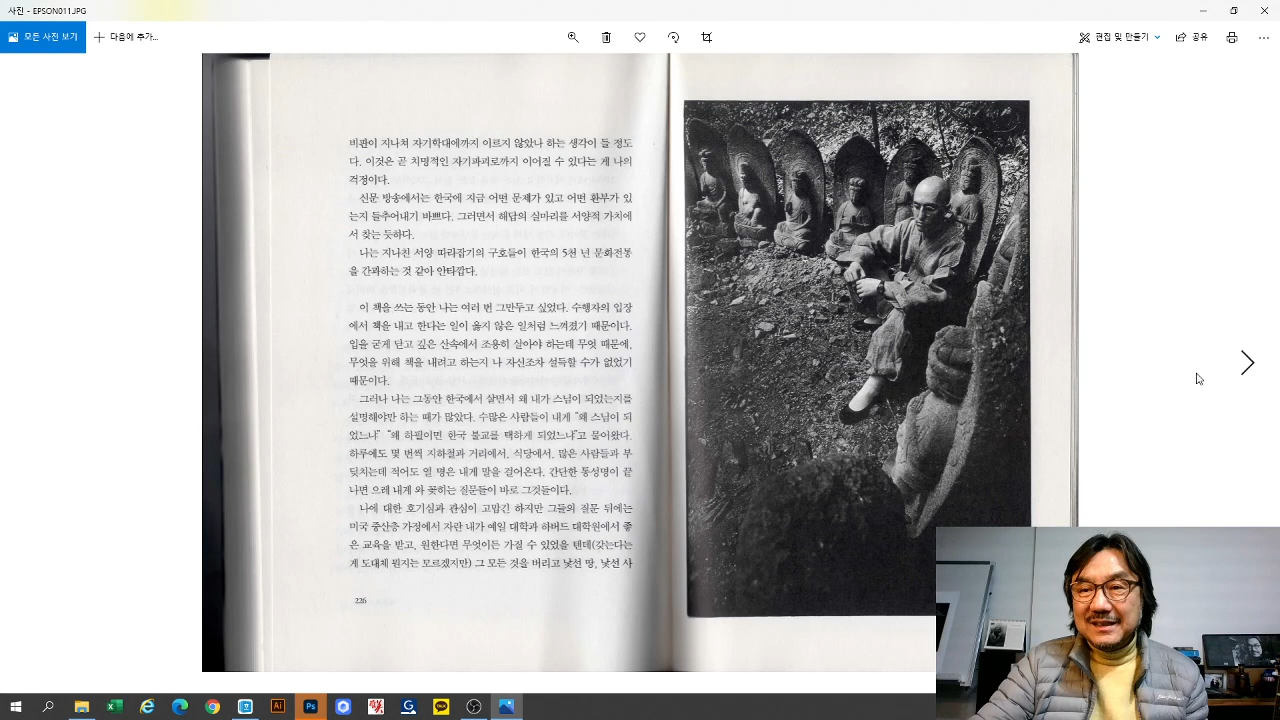 사진 - EPSON011.JPG
모든 사진 보기
다음에 추가...
편집 및 만들기
공유
비판이 지나쳐 자기학대에까지 이르지 않았나 하는 생각이 들 정도
다. 이것은 곧 치명적인 자기파괴로까지 이어질 수 있다는 게 나의
걱정이다.
신문 방송에서는 한국에 지금 어떤 문제가 있고 어떤 환부가 있
는지 들추어내기 바쁘다. 그러면서 해답의 실마리를 서양적 가치에
서 찾는 듯하다.
나는 지나친 서양 따라잡기의 구호들이 한국의 5천 년 문화전통
을 간과하는 것 같아 안타깝다.
이 책을 쓰는 동안 나는 여러 번 그만두고 싶었다. 수행자의 입장
에서 책을 내고 한다는 일이 옳지 않은 일처럼 느껴졌기 때문이다.
입을 굳게 닫고 깊은 산속에서 조용히 살아야 하는데 무엇 때문에,
무엇을 위해 책을 내려고 하는지 나 자신조차 설득할 수가 없었기
때문이다.
그러나 나는 그동안 한국에서 살면서 왜 내가 스님이 되었는지를
설명해야만 하는 때가 많았다. 수많은 사람들이 내게 “왜 스님이 되
었느냐” “왜 하필이면 한국 불교를 택하게 되었느냐”고 물어왔다.
하루에도 몇 번씩 지하철과 거리에서, 식당에서, 많은 사람들과 부
딪치는데 적어도 열 명은 내게 말을 걸어온다. 간단한 통성명이 끝
나면 으레 내게 와 꽂히는 질문들이 바로 그것들이다.
나에 대한 호기심과 관심이 고맙긴 하지만 그들의 질문 뒤에는
미국 중산층 가정에서 자란 내가 예일 대학과 하버드 대학원에서 좋
은 교육을 받고, 원한다면 무엇이든 가질 수 있었을 텐데(갖는다는
게 도대체 뭔지는 모르겠지만) 그 모든 것을 버리고 낯선 땅, 낯선 사
226
Ai
Ps
TALK